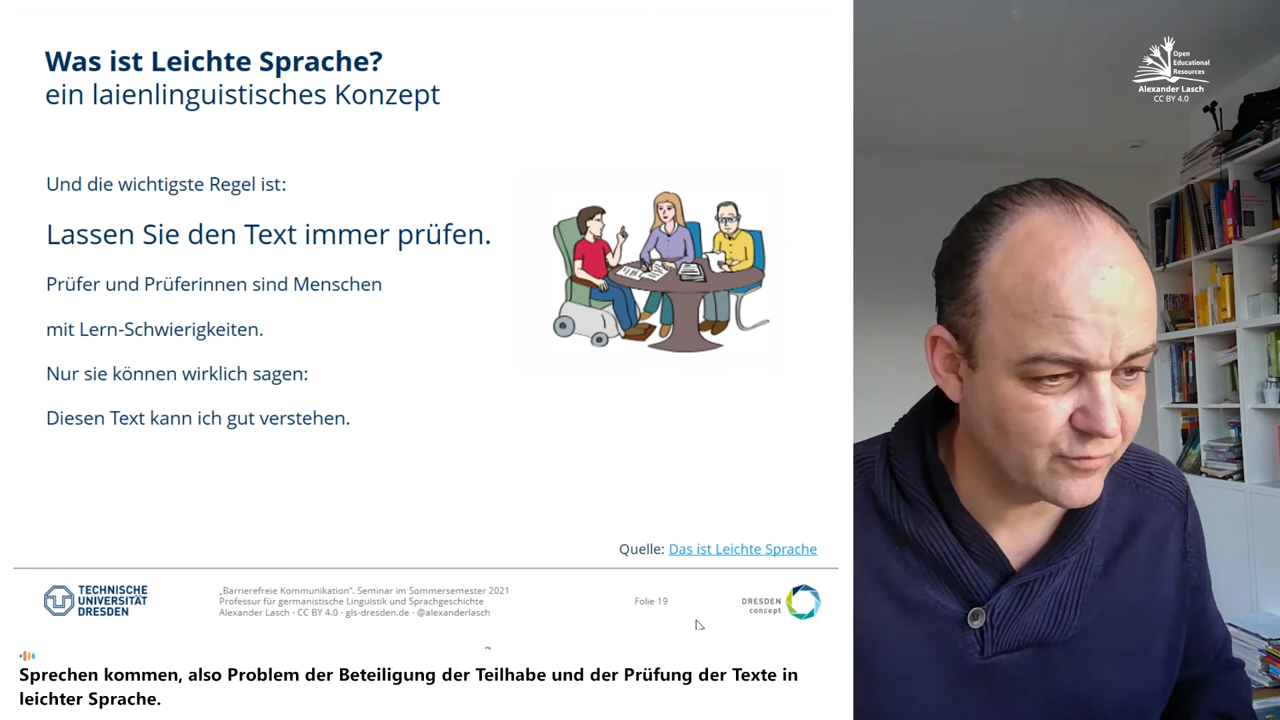 Was ist Leichte Sprache?
ein laienlinguistisches Konzept
Und die wichtigste Regel ist:
Lassen Sie den Text immer prüfen.
Prüfer und Prüferinnen sind Menschen
mit Lern-Schwierigkeiten.
Nur sie können wirklich sagen:
Diesen Text kann ich gut verstehen.
Quelle: Das ist Leichte Sprache
TECHNISCHE
UNIVERSITÄT
DRESDEN
„Barrierefreie Kommunikation“, Seminar im Sommersemester 2021
Professur für germanistische Linguistik und Sprachgeschichte
Alexander Lasch · CC BY 4.0 · gls-dresden.de · @alexanderlasch
Folie 19
DRESDEN
concept
Sprechen kommen, also Problem der Beteiligung der Teilhabe und der Prüfung der Texte in
leichter Sprache.
Open
Educational
Resources
Alexander Lasch
CC BY 4.0